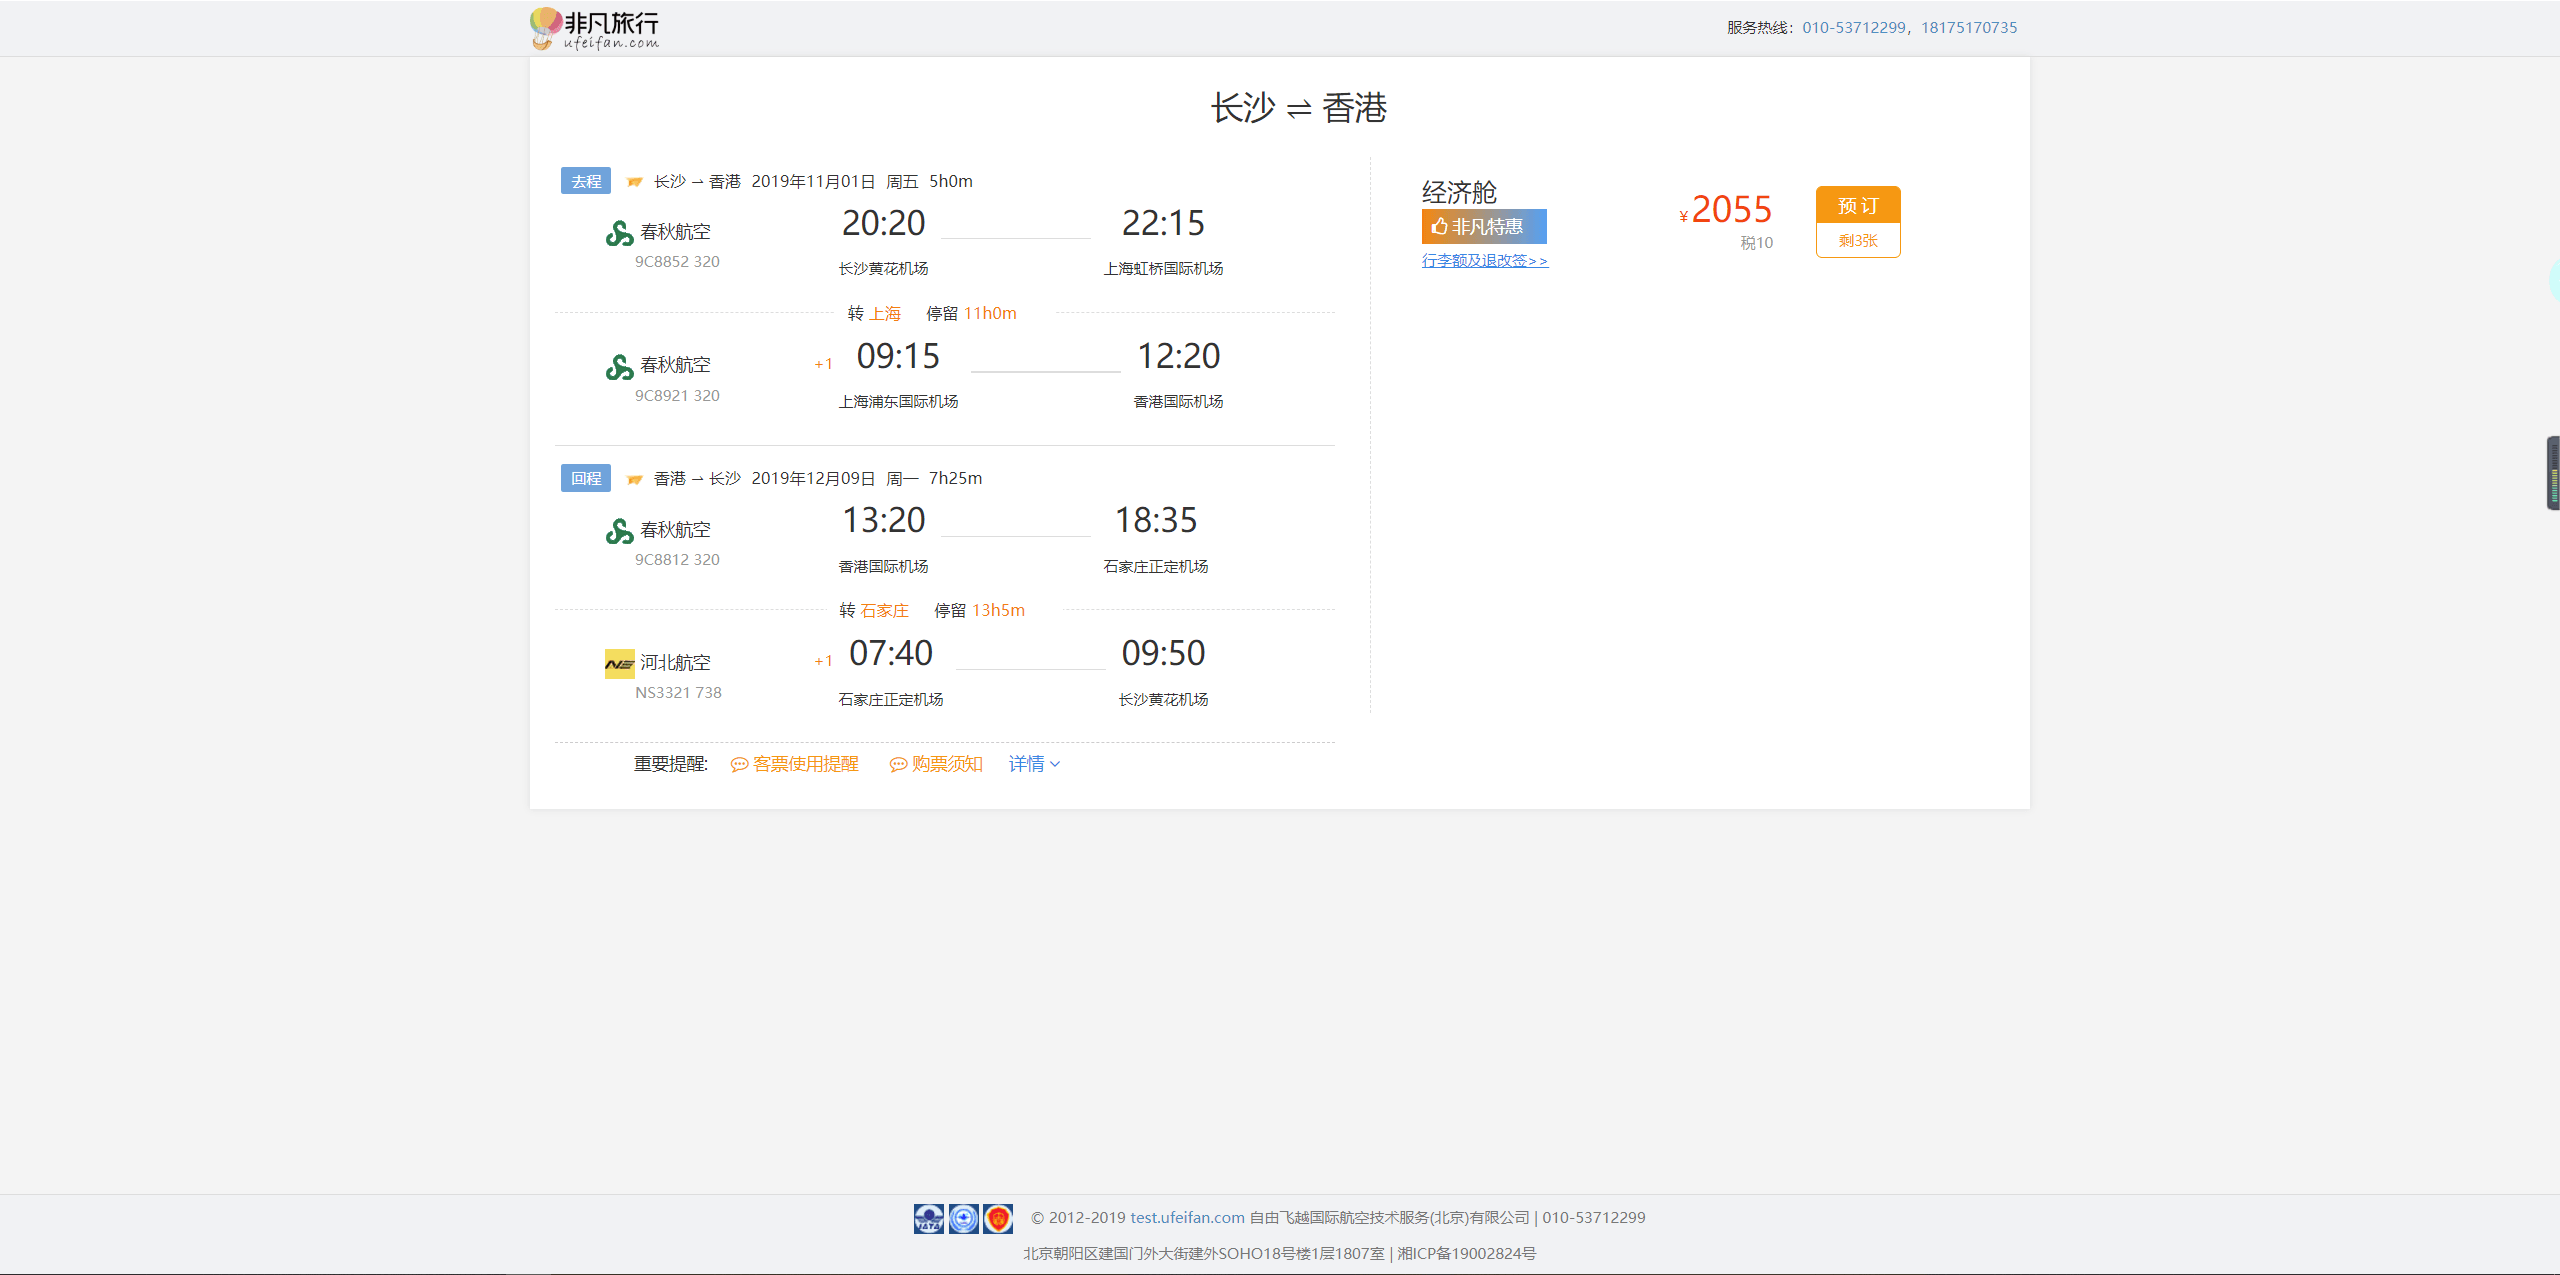 非凡旅行
ufeifan.com
服务热线：010-53712299，18175170735
长沙 ⇌ 香港
去程 长沙 ⇀ 香港 2019年11月01日 周五 5h0m
春秋航空
9C8852 320
20:20 22:15
长沙黄花机场 上海虹桥国际机场
转 上海 停留 11h0m
春秋航空
9C8921 320
+1 09:15 12:20
上海浦东国际机场 香港国际机场
回程 香港 ⇀ 长沙 2019年12月09日 周一 7h25m
春秋航空
9C8812 320
13:20 18:35
香港国际机场 石家庄正定机场
转 石家庄 停留 13h5m
河北航空
NS3321 738
+1 07:40 09:50
石家庄正定机场 长沙黄花机场
重要提醒: 客票使用提醒 购票须知 详情
经济舱
非凡特惠
行李额及退改签>>
¥2055
税10
预 订
剩3张
IATA
© 2012-2019 test.ufeifan.com 自由飞越国际航空技术服务(北京)有限公司 | 010-53712299
北京朝阳区建国门外大街建外SOHO18号楼1层1807室 | 湘ICP备19002824号